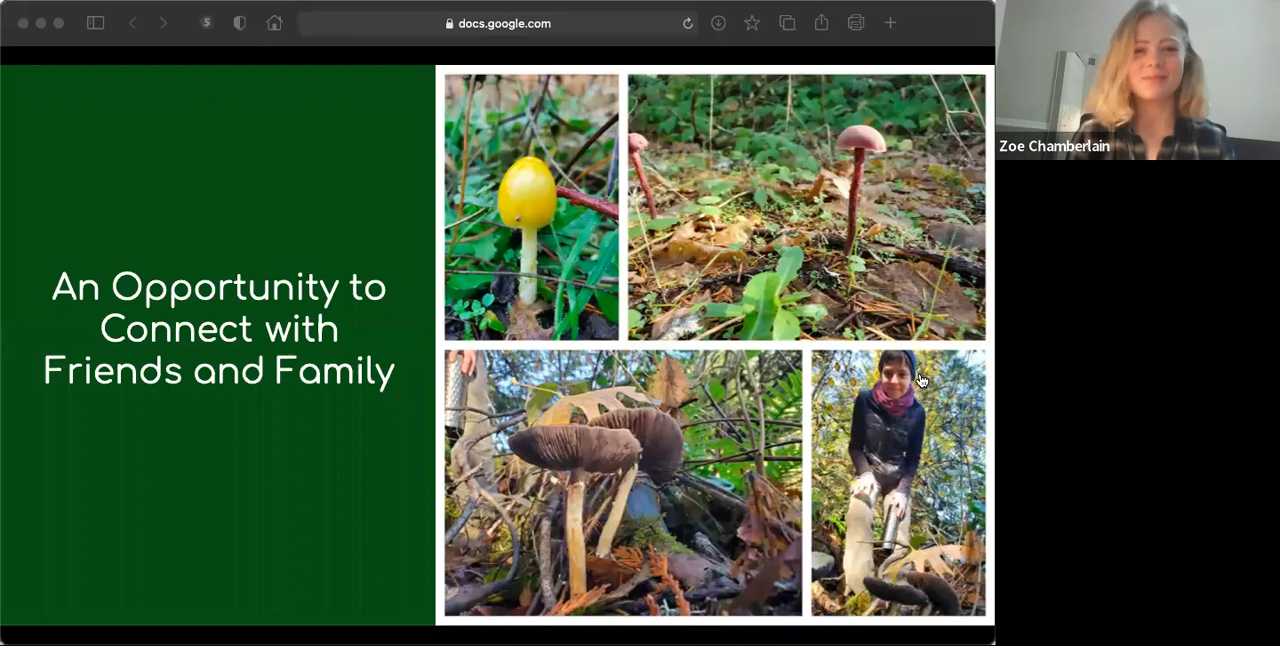 docs.google.com
An Opportunity to
Connect with
Friends and Family
Zoe Chamberlain